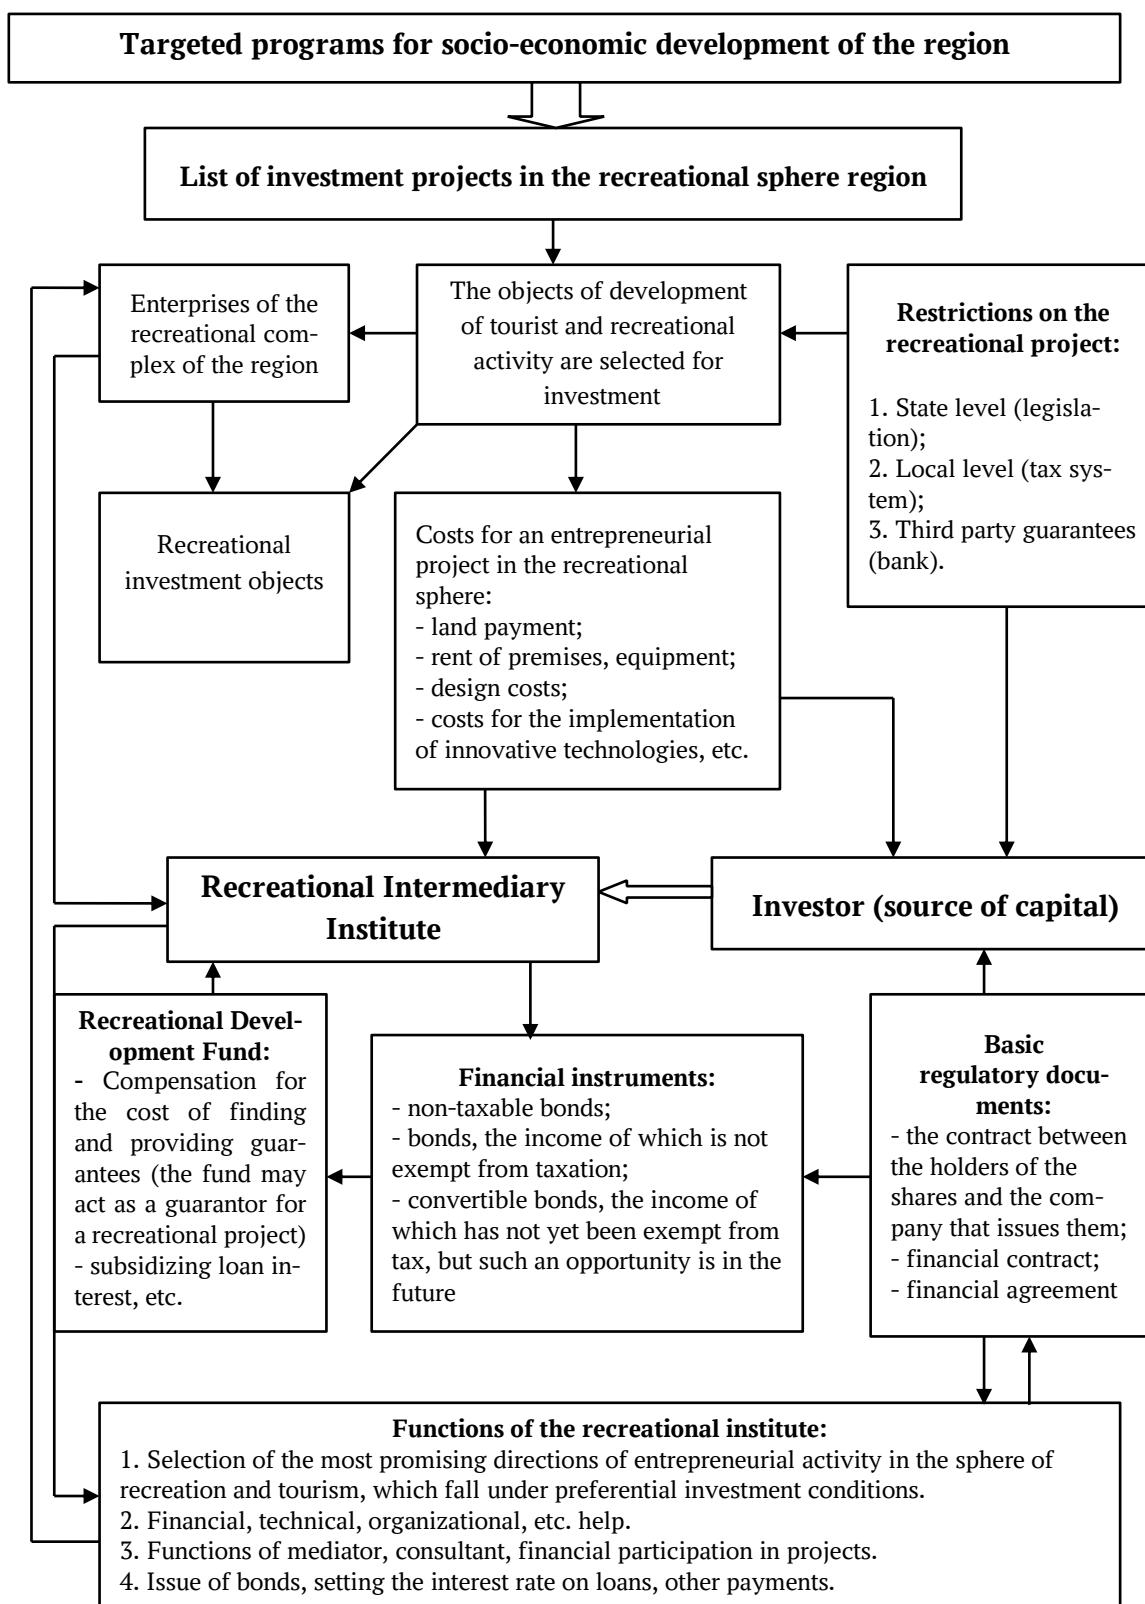 Targeted programs for socio-economic development of the region
List of investment projects in the recreational sphere region
Enterprises of the
recreational com-
plex of the region
The objects of development
of tourist and recreational
activity are selected for
investment
Restrictions on the
recreational project:
1. State level (legisla-
tion);
2. Local level (tax sys-
tem);
3. Third party guarantees
(bank).
Recreational
investment objects
Costs for an entrepreneurial
project in the recreational
sphere:
- land payment;
- rent of premises, equipment;
- design costs;
- costs for the implementation
of innovative technologies, etc.
Recreational Intermediary
Institute
Investor (source of capital)
Recreational Devel-
opment Fund:
- Compensation for
the cost of finding
and providing guar-
antees (the fund may
act as a guarantor for
a recreational project)
- subsidizing loan in-
terest, etc.
Financial instruments:
- non-taxable bonds;
- bonds, the income of which is not
exempt from taxation;
- convertible bonds, the income of
which has not yet been exempt from
tax, but such an opportunity is in the
future
Basic
regulatory docu-
ments:
- the contract between
the holders of the
shares and the com-
pany that issues them;
- financial contract;
- financial agreement
Functions of the recreational institute:
1. Selection of the most promising directions of entrepreneurial activity in the sphere of
recreation and tourism, which fall under preferential investment conditions.
2. Financial, technical, organizational, etc. help.
3. Functions of mediator, consultant, financial participation in projects.
4. Issue of bonds, setting the interest rate on loans, other payments.